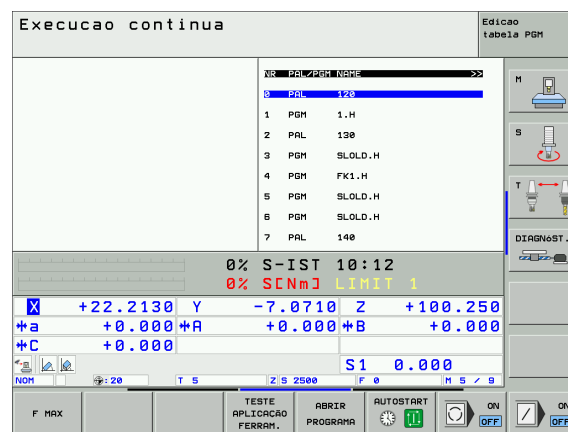 Execucao continua
Edicao
tabela PGM
NR PAL/PGM NAME >>
0 PAL 120
1 PGM 1.H
2 PAL 130
3 PGM SLOLD.H
4 PGM FK1.H
5 PGM SLOLD.H
6 PGM SLOLD.H
7 PAL 140
M
S
T
DIAGNóST.
0% S-IST 10:12
0% S[Nm] LIMIT 1
X +22.2130 Y -7.0710 Z +100.250
a +0.000 A +0.000 B +0.000
C +0.000
S1 0.000
NOM :20 T 5 Z S 2500 F 0 M 5 / 9
F MAX
TESTE
APLICAÇÃO
FERRAM.
ABRIR
PROGRAMA
AUTOSTART
ON
OFF
ON
OFF